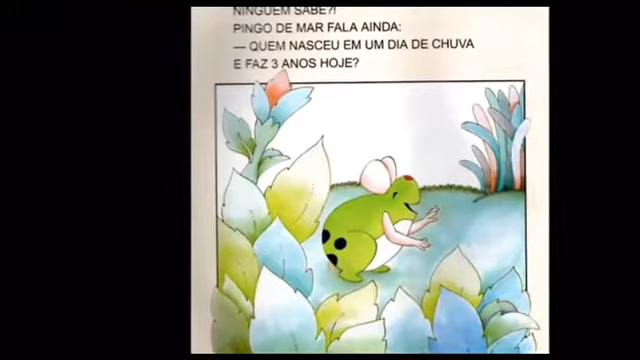 NINGUÉM SABE?!
PINGO DE MAR FALA AINDA:
— QUEM NASCEU EM UM DIA DE CHUVA
E FAZ 3 ANOS HOJE?